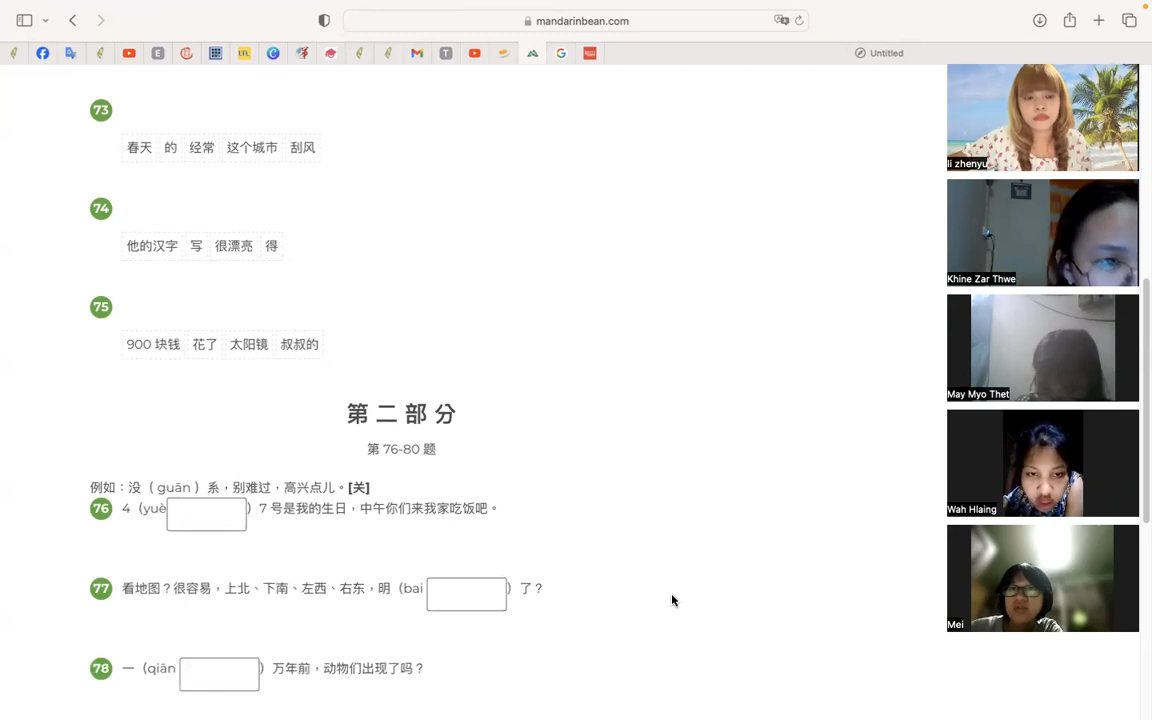 mandarinbean.com
Untitled
73
春天 的 经常 这个城市 刮风
74
他的汉字 写 很漂亮 得
75
900 块钱 花了 太阳镜 叔叔的
第 二 部 分
第 76-80 题
例如：没（ guān ）系，别难过，高兴点儿。[关]
76 4（yuè ）7 号是我的生日，中午你们来我家吃饭吧。
77 看地图？很容易，上北、下南、左西、右东，明（bai ）了？
78 一（qiān ）万年前，动物们出现了吗？
li zhenyu
Khine Zar Thwe
May Myo Thet
Wah Hlaing
Mei